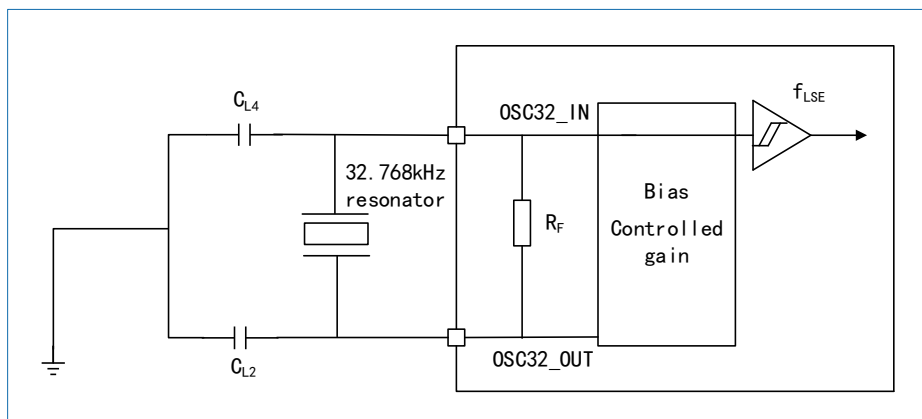 C_L4
f_LSE
OSC32_IN
32.768kHz
resonator
R_F
Bias
Controlled
gain
OSC32_OUT
C_L2